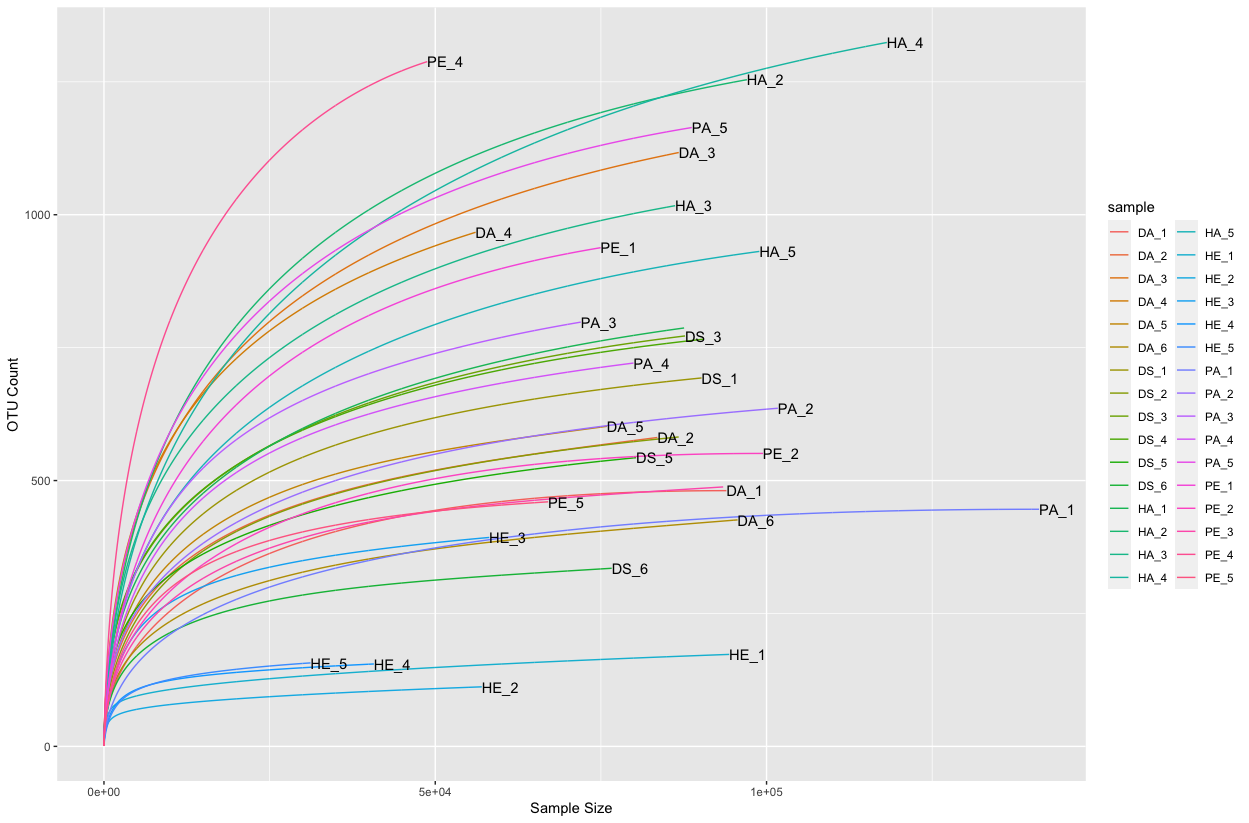 HA_4
PE_4
HA_2
PA_5
DA_3
HA_3
DA_4
PE_1
HA_5
PA_3
DS_3
PA_4
DS_1
PA_2
DA_5
DA_2
PE_2
DS_5
DA_1
PE_5
PA_1
DA_6
HE_3
DS_6
HE_1
HE_5
HE_4
HE_2
1000
500
0
OTU Count
0e+00
5e+04
1e+05
Sample Size
sample
DA_1
DA_2
DA_3
DA_4
DA_5
DA_6
DS_1
DS_2
DS_3
DS_4
DS_5
DS_6
HA_1
HA_2
HA_3
HA_4
HA_5
HE_1
HE_2
HE_3
HE_4
HE_5
PA_1
PA_2
PA_3
PA_4
PA_5
PE_1
PE_2
PE_3
PE_4
PE_5